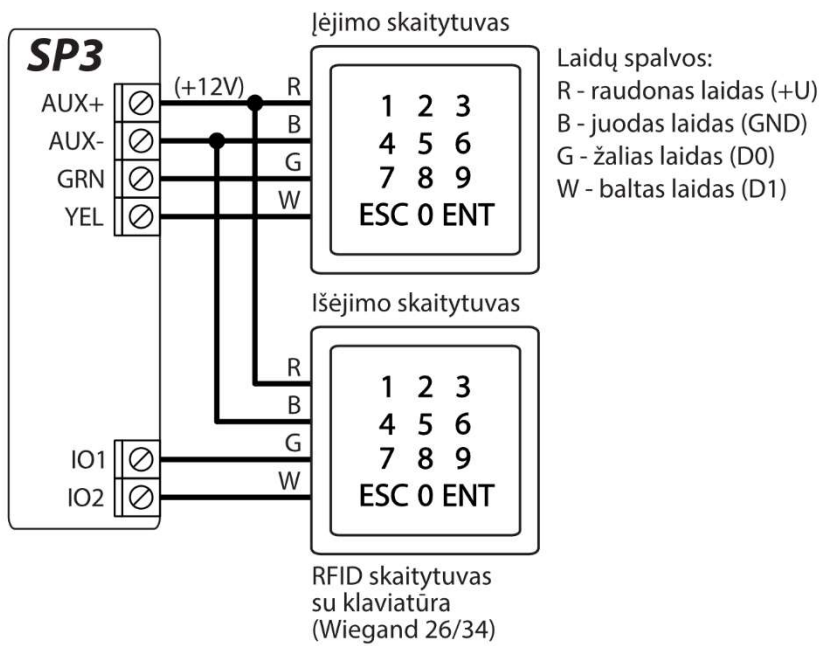 SP3
AUX+
AUX-
GRN
YEL
IO1
IO2
(+12V)
Įėjimo skaitytuvas
R
B
G
W
1 2 3
4 5 6
7 8 9
ESC 0 ENT
Išėjimo skaitytuvas
R
B
G
W
1 2 3
4 5 6
7 8 9
ESC 0 ENT
RFID skaitytuvas
su klaviatūra
(Wiegand 26/34)
Laidų spalvos:
R - raudonas laidas (+U)
B - juodas laidas (GND)
G - žalias laidas (D0)
W - baltas laidas (D1)